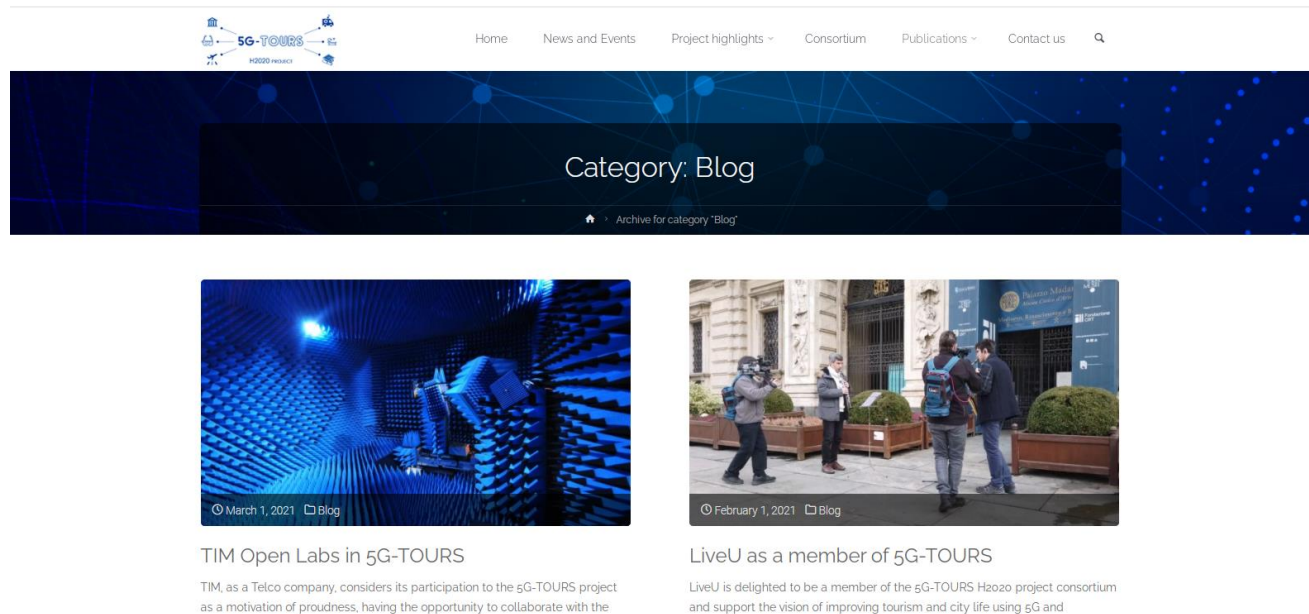 5G-TOURS
H2020 PROJECT
Home
News and Events
Project highlights
Consortium
Publications
Contact us
Category: Blog
Archive for category "Blog"
Palazzo Madama
March 1, 2021 Blog
February 1, 2021 Blog
TIM Open Labs in 5G-TOURS
LiveU as a member of 5G-TOURS
TIM, as a Telco company, considers its participation to the 5G-TOURS project
as a motivation of proudness, having the opportunity to collaborate with the
LiveU is delighted to be a member of the 5G-TOURS H2020 project consortium
and support the vision of improving tourism and city life using 5G and